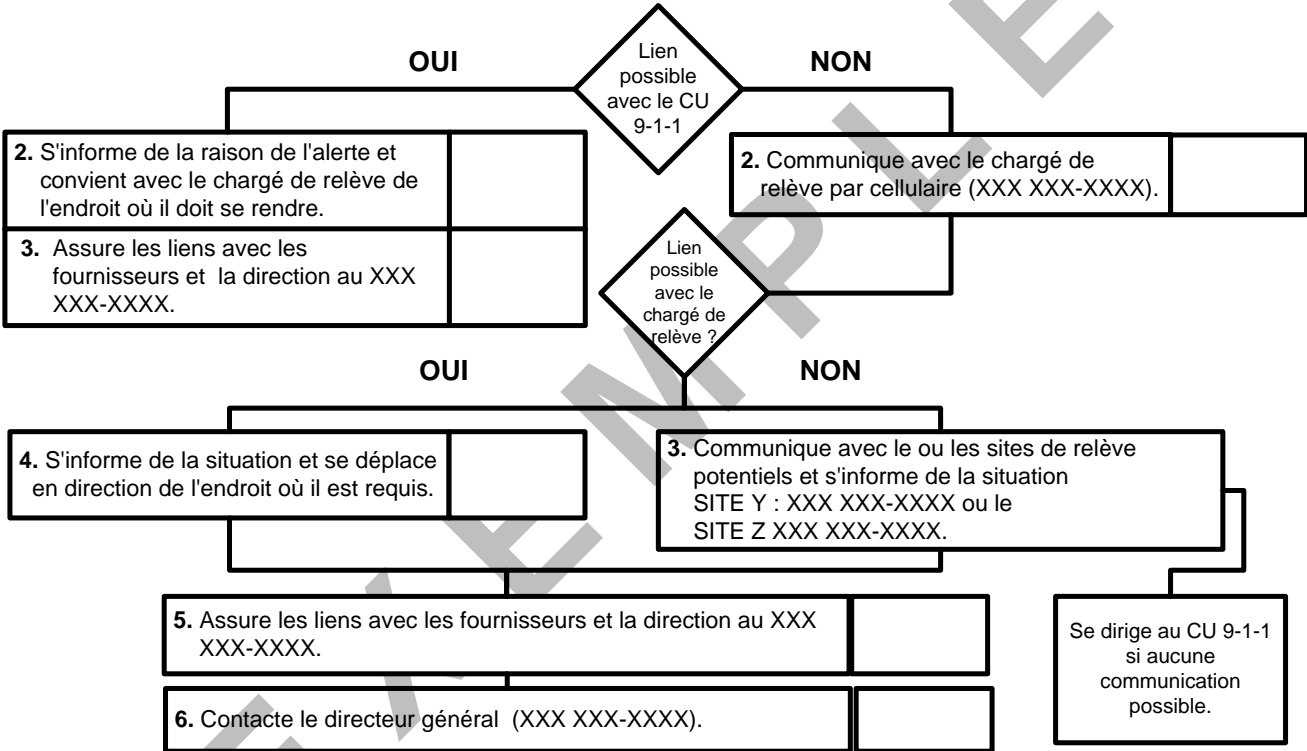 Lien
possible
avec le CU
9-1-1
OUI
NON
2. S'informe de la raison de l'alerte et
convient avec le chargé de relève de
l'endroit où il doit se rendre.
2. Communique avec le chargé de
relève par cellulaire (XXX XXX-XXXX).
3. Assure les liens avec les
fournisseurs et la direction au XXX
XXX-XXXX.
Lien
possible
avec le
chargé de
relève ?
OUI
NON
4. S'informe de la situation et se déplace
en direction de l'endroit où il est requis.
3. Communique avec le ou les sites de relève
potentiels et s'informe de la situation
SITE Y : XXX XXX-XXXX ou le
SITE Z XXX XXX-XXXX.
5. Assure les liens avec les fournisseurs et la direction au XXX
XXX-XXXX.
Se dirige au CU 9-1-1
si aucune
communication
possible.
6. Contacte le directeur général (XXX XXX-XXXX).
EXEMPLE